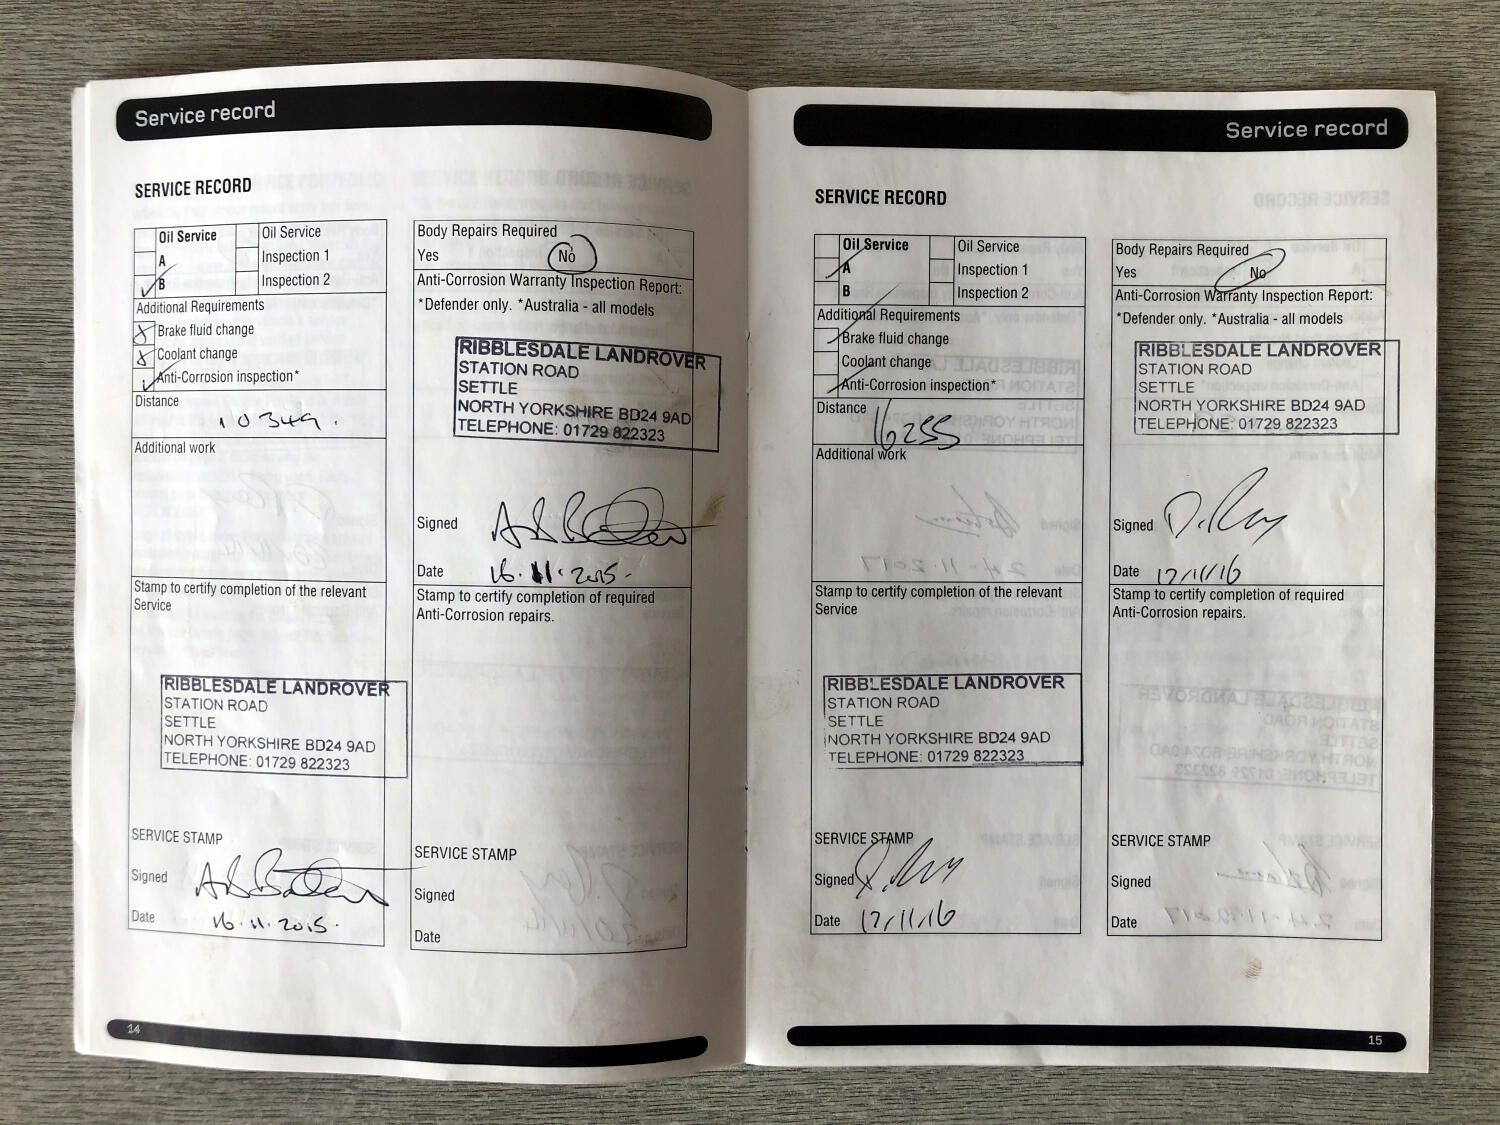 Service record
SERVICE RECORD
Oil Service
A
B
Oil Service
Inspection 1
Inspection 2
Additional Requirements
Brake fluid change
Coolant change
Anti-Corrosion inspection*
Distance
10349.
Additional work
Stamp to certify completion of the relevant
Service
RIBBLESDALE LANDROVER
STATION ROAD
SETTLE
NORTH YORKSHIRE BD24 9AD
TELEPHONE: 01729 822323
SERVICE STAMP
Signed
Date 16.11.2015.
Body Repairs Required
Yes No
Anti-Corrosion Warranty Inspection Report:
*Defender only. *Australia - all models
RIBBLESDALE LANDROVER
STATION ROAD
SETTLE
NORTH YORKSHIRE BD24 9AD
TELEPHONE: 01729 822323
Signed
Date 16.11.2015.
Stamp to certify completion of required
Anti-Corrosion repairs.
SERVICE STAMP
Signed
Date
14
Service record
SERVICE RECORD
Oil Service
A
B
Oil Service
Inspection 1
Inspection 2
Additional Requirements
Brake fluid change
Coolant change
Anti-Corrosion inspection*
Distance
16255
Additional work
Stamp to certify completion of the relevant
Service
RIBBLESDALE LANDROVER
STATION ROAD
SETTLE
NORTH YORKSHIRE BD24 9AD
TELEPHONE: 01729 822323
SERVICE STAMP
Signed
Date 17/11/16
Body Repairs Required
Yes No
Anti-Corrosion Warranty Inspection Report:
*Defender only. *Australia - all models
RIBBLESDALE LANDROVER
STATION ROAD
SETTLE
NORTH YORKSHIRE BD24 9AD
TELEPHONE: 01729 822323
Signed
Date 17/11/16
Stamp to certify completion of required
Anti-Corrosion repairs.
SERVICE STAMP
Signed
Date
15